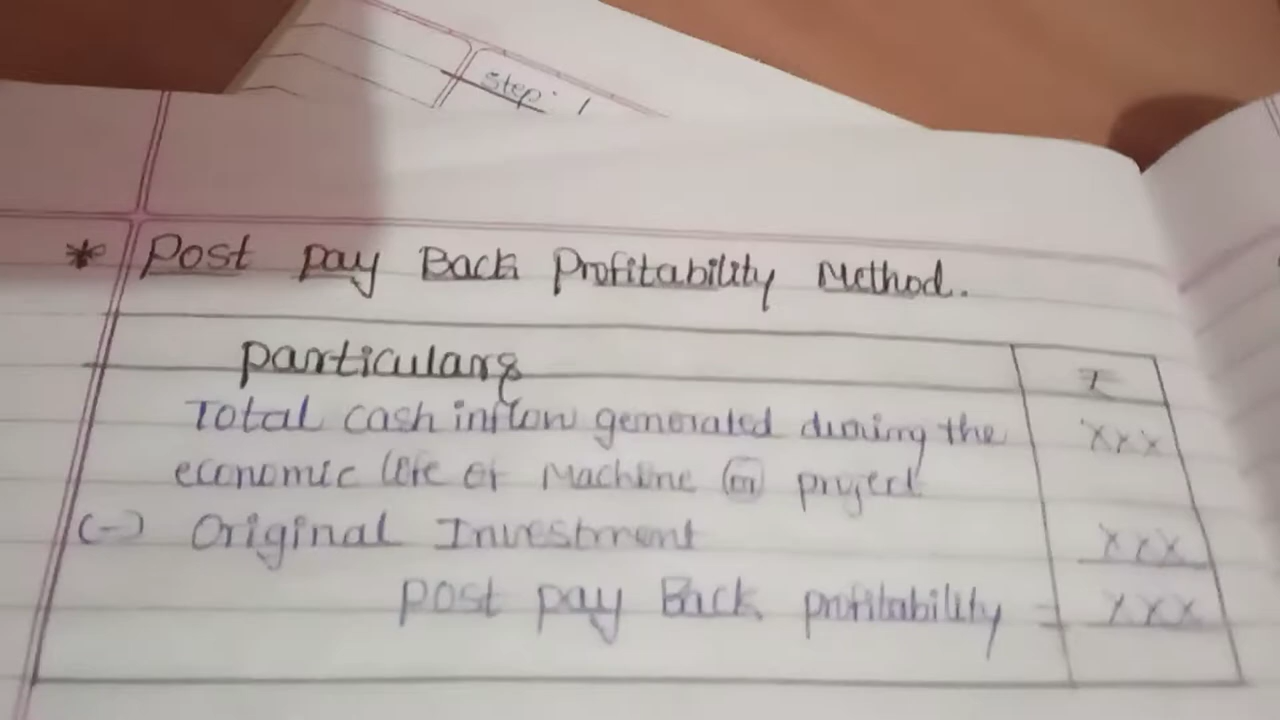 Step: 1
* Post pay Back Profitability Method.
particulars ₹
Total cash inflow generated during the xxx
economic life of Machine (or) project
(-) Original Investment xxx
post pay Back profitability = xxx